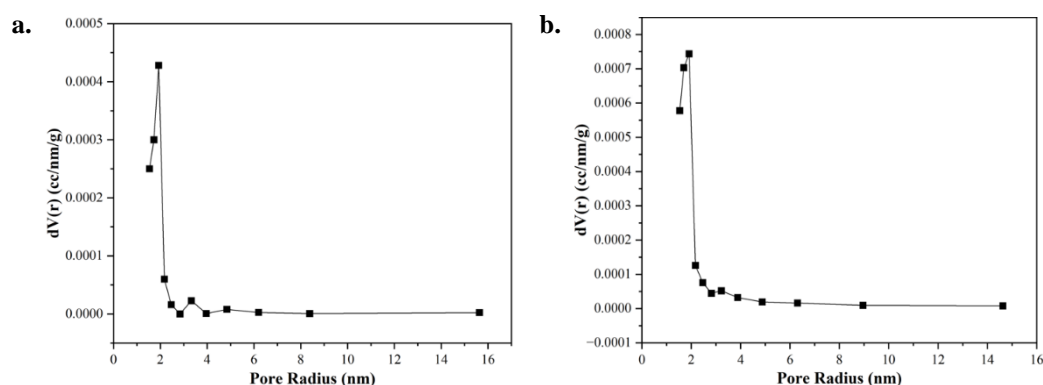 a.
0.0005
0.0004
0.0003
0.0002
0.0001
0.0000
dV(r) (cc/nm/g)
0 2 4 6 8 10 12 14 16
Pore Radius (nm)
b.
0.0008
0.0007
0.0006
0.0005
0.0004
0.0003
0.0002
0.0001
0.0000
−0.0001
dV(r) (cc/nm/g)
0 2 4 6 8 10 12 14 16
Pore Radius (nm)